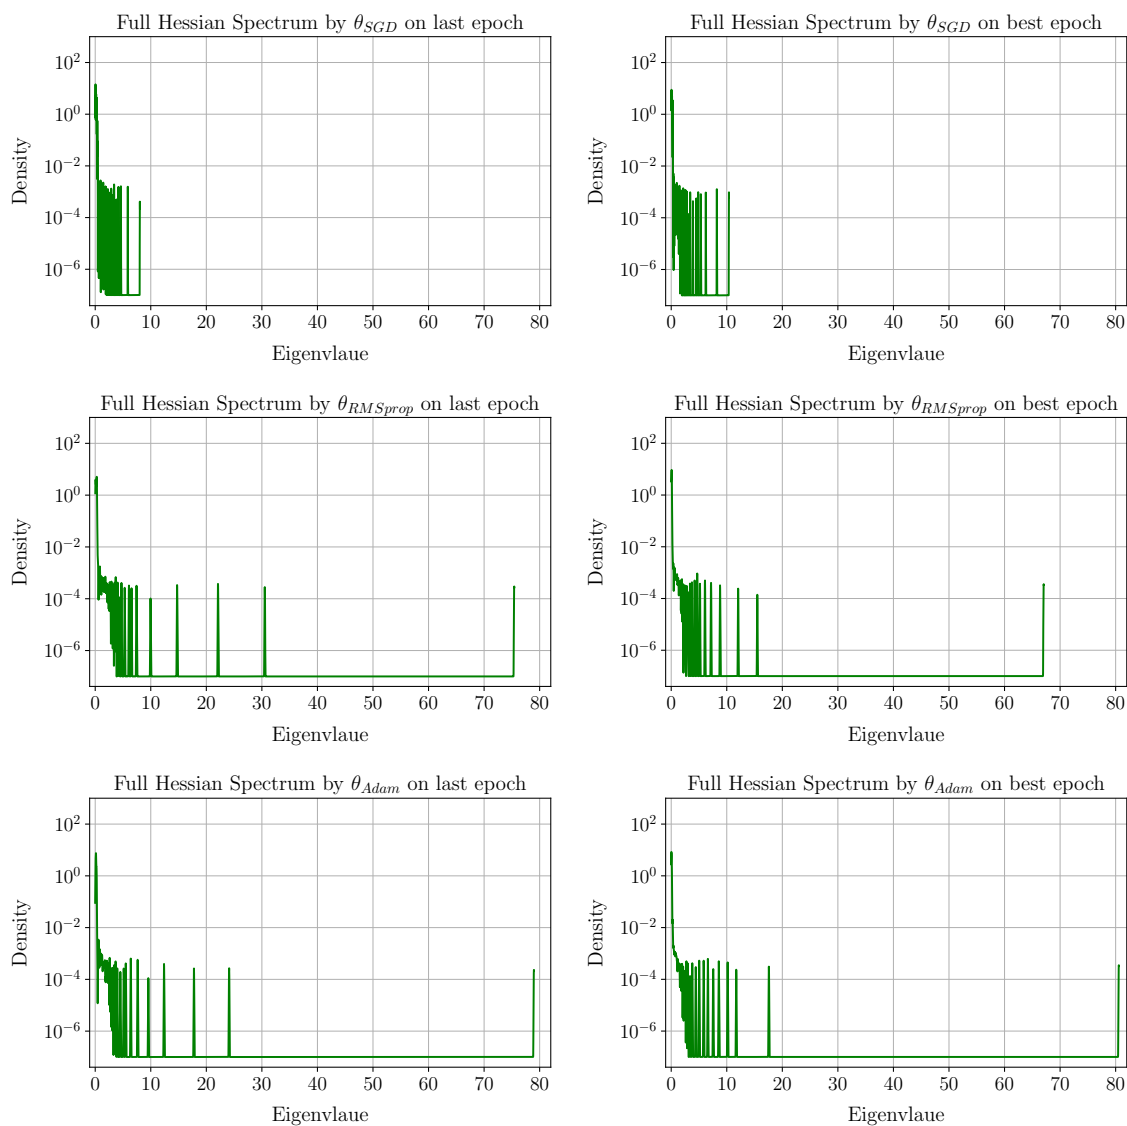 Full Hessian Spectrum by θ_SGD on last epoch
10^2
10^0
10^−2
10^−4
10^−6
Density
0 10 20 30 40 50 60 70 80
Eigenvlaue
Full Hessian Spectrum by θ_SGD on best epoch
10^2
10^0
10^−2
10^−4
10^−6
Density
0 10 20 30 40 50 60 70 80
Eigenvlaue
Full Hessian Spectrum by θ_RMSprop on last epoch
10^2
10^0
10^−2
10^−4
10^−6
Density
0 10 20 30 40 50 60 70 80
Eigenvlaue
Full Hessian Spectrum by θ_RMSprop on best epoch
10^2
10^0
10^−2
10^−4
10^−6
Density
0 10 20 30 40 50 60 70 80
Eigenvlaue
Full Hessian Spectrum by θ_Adam on last epoch
10^2
10^0
10^−2
10^−4
10^−6
Density
0 10 20 30 40 50 60 70 80
Eigenvlaue
Full Hessian Spectrum by θ_Adam on best epoch
10^2
10^0
10^−2
10^−4
10^−6
Density
0 10 20 30 40 50 60 70 80
Eigenvlaue